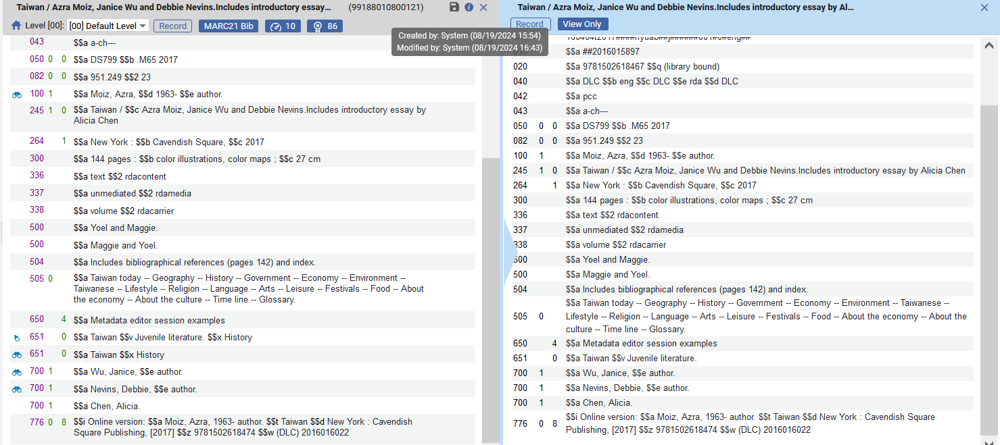 Taiwan / Azra Moiz, Janice Wu and Debbie Nevins.Includes introductory essay... (99188010800121)
Level [00]: [00] Default Level Record MARC21 Bib 10 86
043 $$a a-ch---
050 0 0 $$a DS799 $$b .M65 2017
082 0 0 $$a 951.249 $$2 23
100 1 $$a Moiz, Azra, $$d 1963- $$e author.
245 1 0 $$a Taiwan / $$c Azra Moiz, Janice Wu and Debbie Nevins.Includes introductory essay by
Alicia Chen
264 1 $$a New York : $$b Cavendish Square, $$c 2017
300 $$a 144 pages : $$b color illustrations, color maps ; $$c 27 cm
336 $$a text $$2 rdacontent
337 $$a unmediated $$2 rdamedia
338 $$a volume $$2 rdacarrier
500 $$a Yoel and Maggie.
500 $$a Maggie and Yoel.
504 $$a Includes bibliographical references (pages 142) and index.
505 0 $$a Taiwan today -- Geography -- History -- Government -- Economy -- Environment --
Taiwanese -- Lifestyle -- Religion -- Language -- Arts -- Leisure -- Festivals -- Food -- About
the economy -- About the culture -- Time line -- Glossary.
650 4 $$a Metadata editor session examples
651 0 $$a Taiwan $$v Juvenile literature. $$x History
651 0 $$a Taiwan $$x History
700 1 $$a Wu, Janice, $$e author.
700 1 $$a Nevins, Debbie, $$e author.
700 1 $$a Chen, Alicia.
776 0 8 $$i Online version: $$a Moiz, Azra, 1963- author. $$t Taiwan $$d New York : Cavendish
Square Publishing, [2017] $$z 9781502618474 $$w (DLC) 2016016022
Created by: System (08/19/2024 15:54)
Modified by: System (08/19/2024 16:43)
Taiwan / Azra Moiz, Janice Wu and Debbie Nevins.Includes introductory essay by Al...
Record View Only
$$a ##2016015897
020 $$a 9781502618467 $$q (library bound)
040 $$a DLC $$b eng $$c DLC $$e rda $$d DLC
042 $$a pcc
043 $$a a-ch---
050 0 0 $$a DS799 $$b .M65 2017
082 0 0 $$a 951.249 $$2 23
100 1 $$a Moiz, Azra, $$d 1963- $$e author.
245 1 0 $$a Taiwan / $$c Azra Moiz, Janice Wu and Debbie Nevins.Includes introductory essay by Alicia Chen
264 1 $$a New York : $$b Cavendish Square, $$c 2017
300 $$a 144 pages : $$b color illustrations, color maps ; $$c 27 cm
336 $$a text $$2 rdacontent
337 $$a unmediated $$2 rdamedia
338 $$a volume $$2 rdacarrier
500 $$a Yoel and Maggie.
500 $$a Maggie and Yoel.
504 $$a Includes bibliographical references (pages 142) and index.
505 0 $$a Taiwan today -- Geography -- History -- Government -- Economy -- Environment -- Taiwanese --
Lifestyle -- Religion -- Language -- Arts -- Leisure -- Festivals -- Food -- About the economy -- About the
culture -- Time line -- Glossary.
650 4 $$a Metadata editor session examples
651 0 $$a Taiwan $$v Juvenile literature.
700 1 $$a Wu, Janice, $$e author.
700 1 $$a Nevins, Debbie, $$e author.
700 1 $$a Chen, Alicia.
776 0 8 $$i Online version: $$a Moiz, Azra, 1963- author. $$t Taiwan $$d New York : Cavendish Square
Publishing, [2017] $$z 9781502618474 $$w (DLC) 2016016022